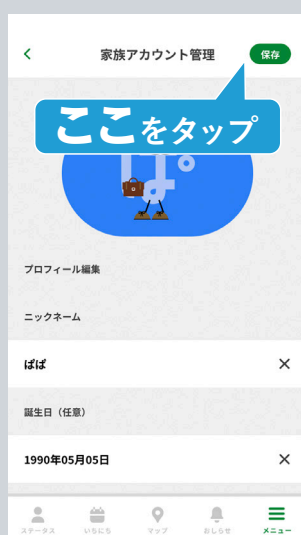 家族アカウント管理
保存
ここをタップ
ぱ。
プロフィール編集
ニックネーム
ぱぱ
誕生日（任意）
1990年05月05日
ステータス
いちにち
マップ
おしらせ
メニュー